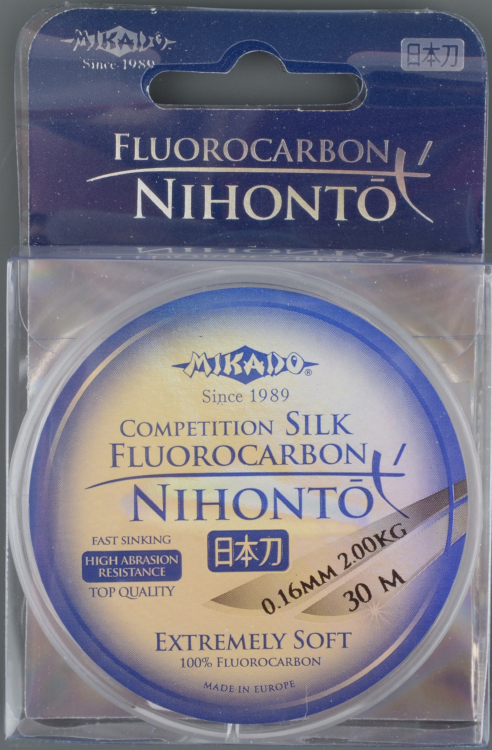 MIKADO
Since 1989
日本刀
FLUOROCARBON
NIHONTŌ
MIKADO®
Since 1989
COMPETITION SILK
FLUOROCARBON
NIHONTŌ
FAST SINKING
HIGH ABRASION
RESISTANCE
TOP QUALITY
日本刀
0.16MM 2.00KG
30 M
EXTREMELY SOFT
100% FLUOROCARBON
MADE IN EUROPE